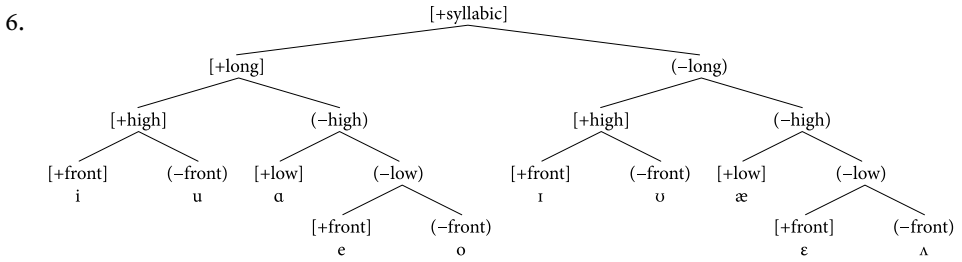 6.
[+syllabic]
[+long] (−long)
[+high] (−high) [+high] (−high)
[+front] (−front) [+low] (−low) [+front] (−front) [+low] (−low)
i u ɑ ɪ ʊ æ
[+front] (−front) [+front] (−front)
e o ɛ ʌ